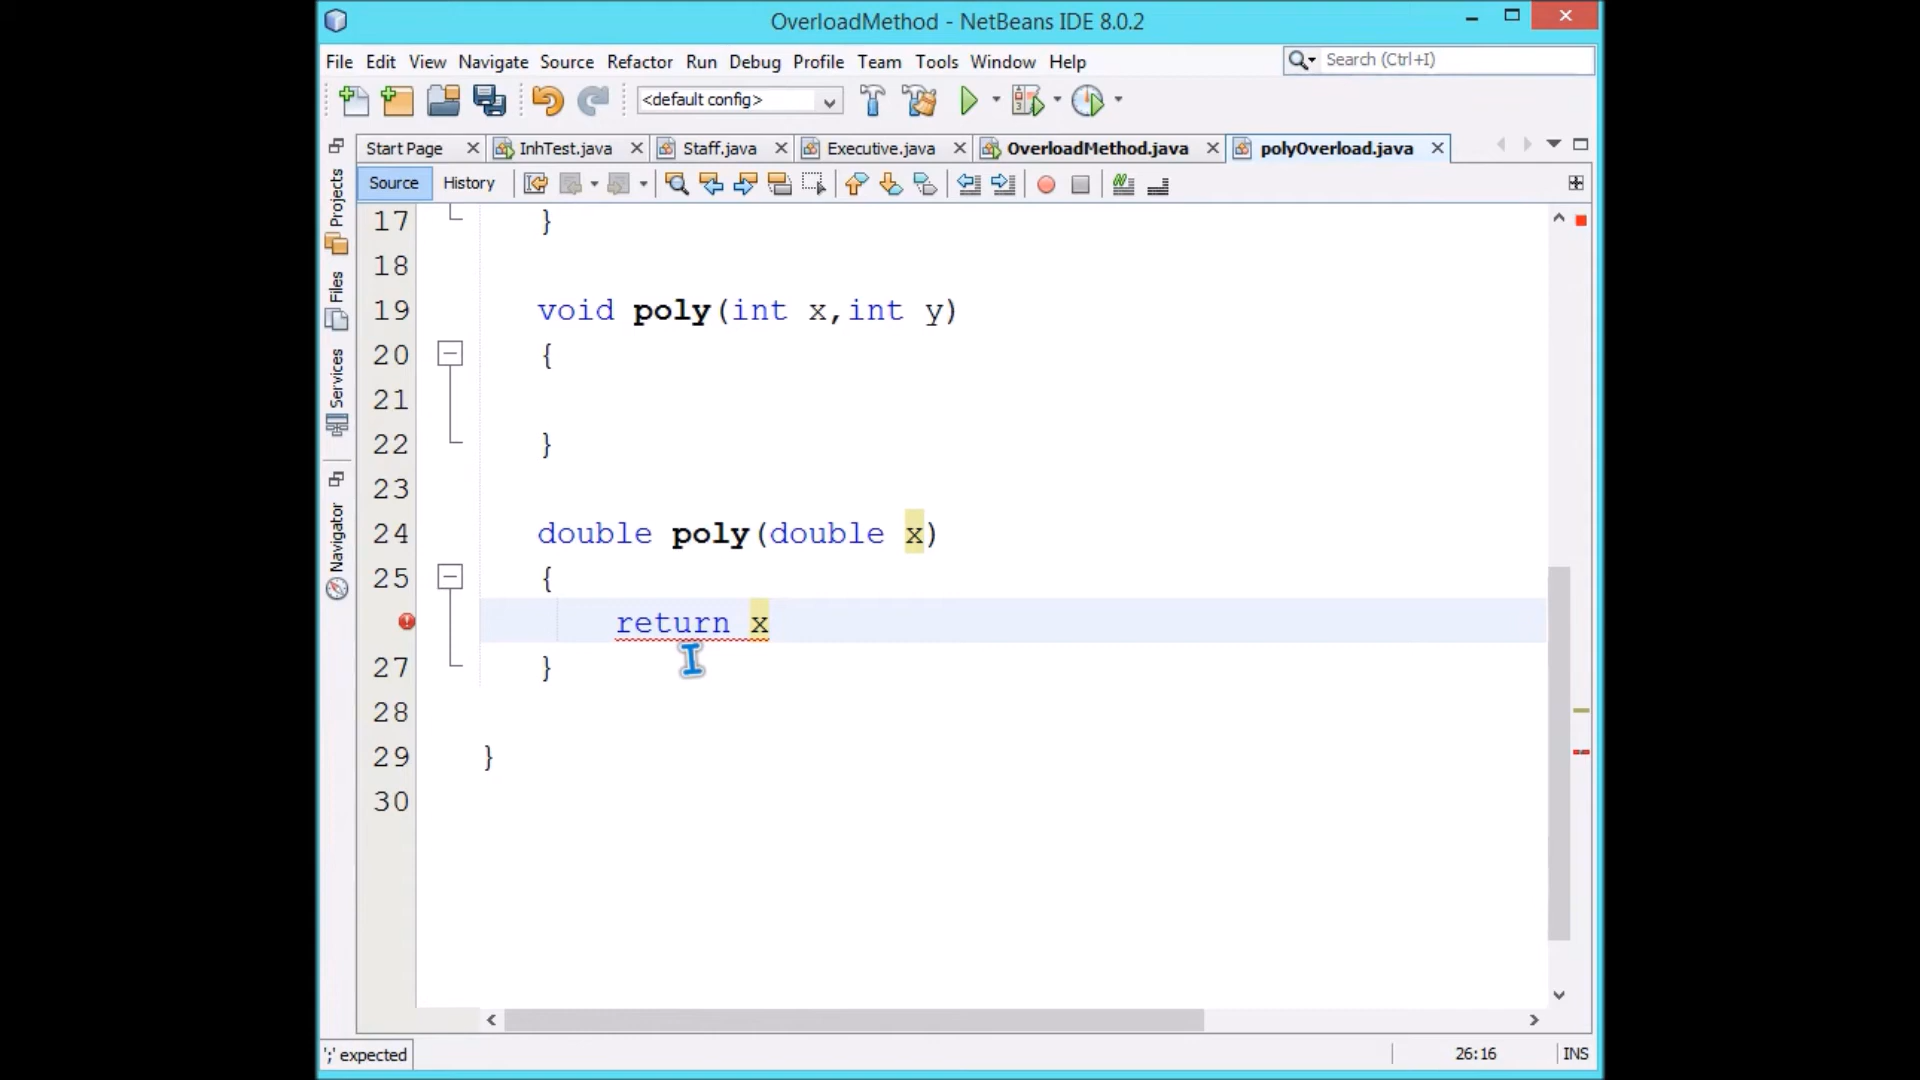 OverloadMethod - NetBeans IDE 8.0.2
File Edit View Navigate Source Refactor Run Debug Profile Team Tools Window Help
Search (Ctrl+I)
<default config>
Start Page InhTest.java Staff.java Executive.java OverloadMethod.java polyOverload.java
Source History
Projects
Files
Services
Navigator
17 }
18
19 void poly(int x,int y)
20 {
21
22 }
23
24 double poly(double x)
25 {
return x
27 }
28
29 }
30
';' expected
26:16 INS